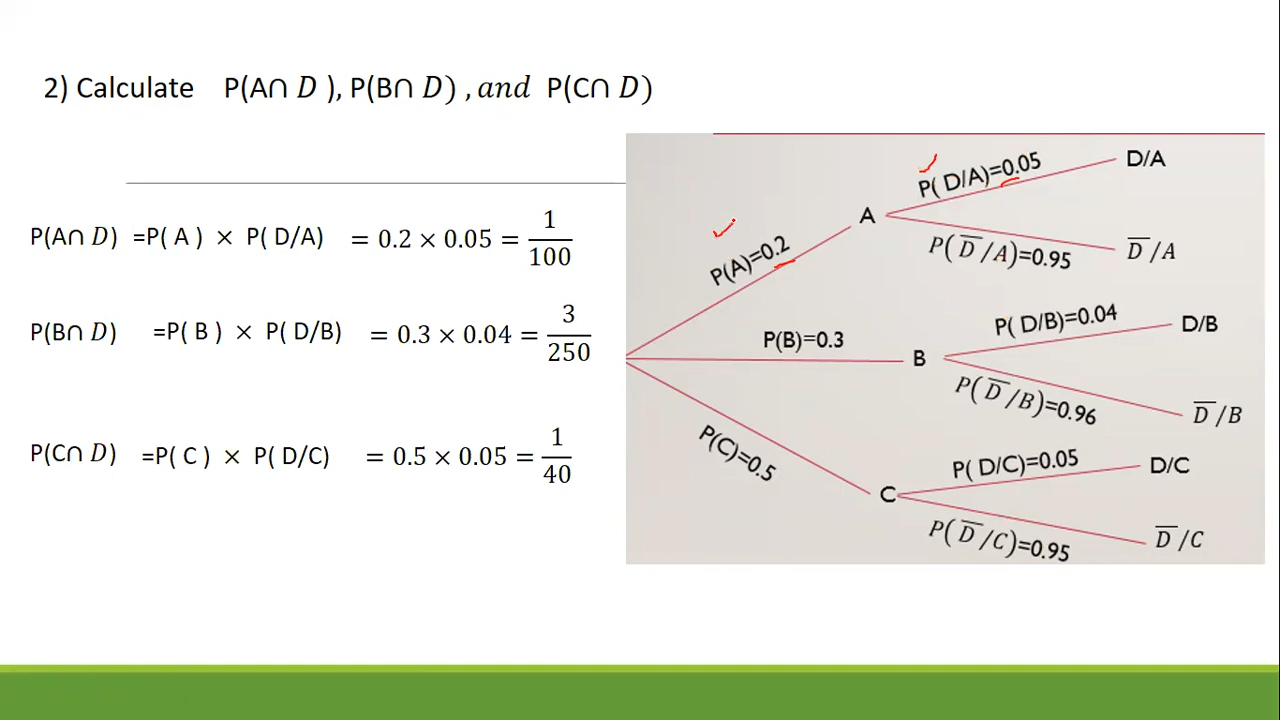 2) Calculate P(A∩ D ), P(B∩ D) , and P(C∩ D)
P(A∩ D) =P( A ) × P( D/A) = 0.2 × 0.05 = 1/100
P(B∩ D) =P( B ) × P( D/B) = 0.3 × 0.04 = 3/250
P(C∩ D) =P( C ) × P( D/C) = 0.5 × 0.05 = 1/40
P(A)=0.2
A
P( D/A)=0.05
D/A
P(D̅/A)=0.95
D̅/A
P(B)=0.3
B
P( D/B)=0.04
D/B
P(D̅/B)=0.96
D̅/B
P(C)=0.5
C
P( D/C)=0.05
D/C
P(D̅/C)=0.95
D̅/C